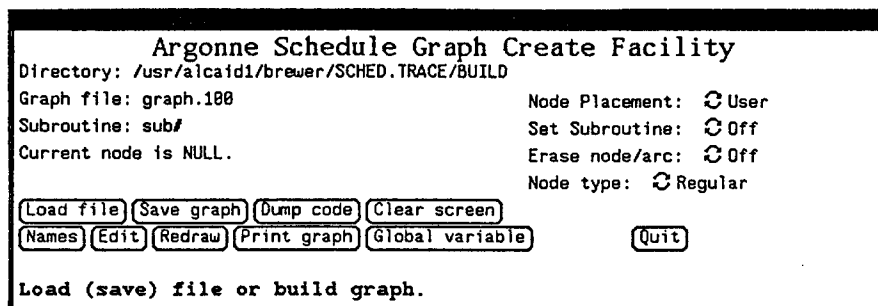 Argonne Schedule Graph Create Facility
Directory: /usr/alcaid1/brewer/SCHED.TRACE/BUILD
Graph file: graph.100
Node Placement: User
Subroutine: sub#
Set Subroutine: Off
Current node is NULL.
Erase node/arc: Off
Node type: Regular
Load file Save graph Dump code Clear screen
Names Edit Redraw Print graph Global variable Quit
Load (save) file or build graph.